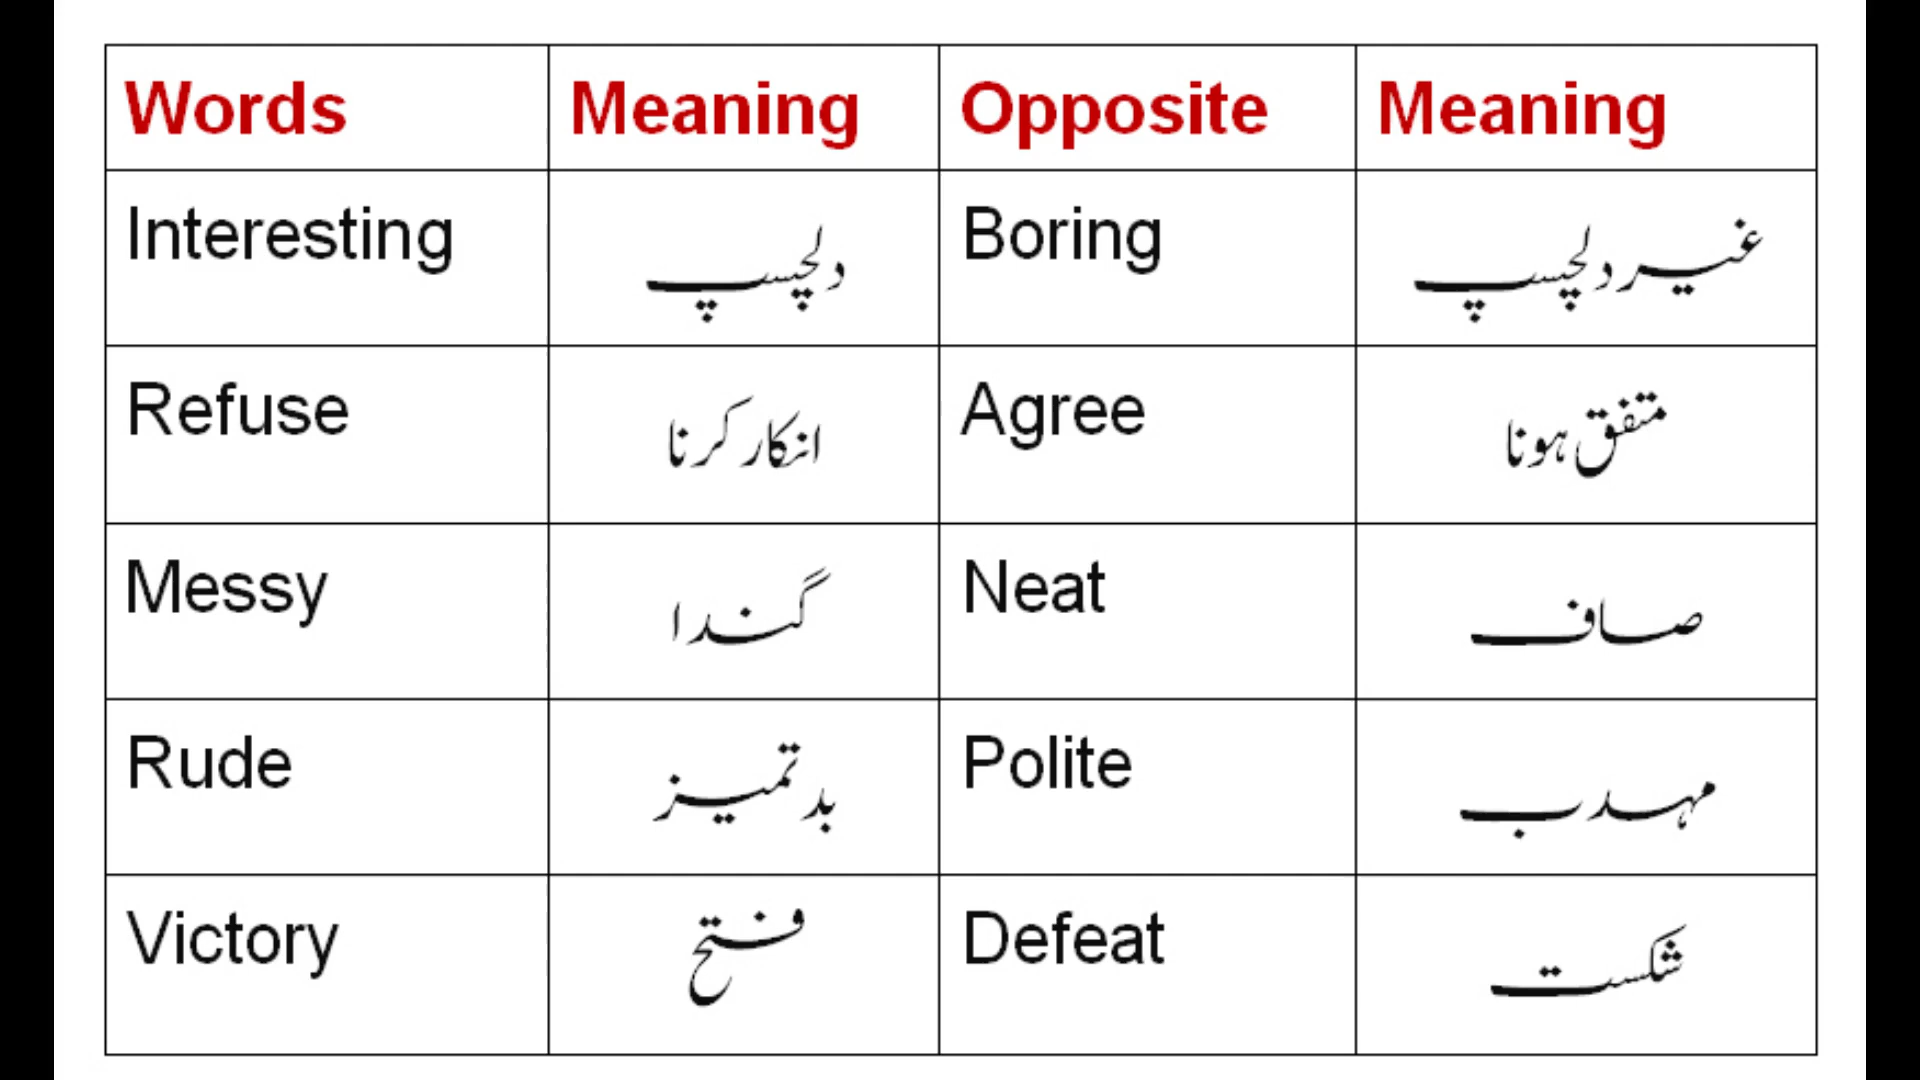 Words Meaning Opposite Meaning
Interesting دلچسپ Boring غیر دلچسپ
Refuse انکار کرنا Agree متفق ہونا
Messy گندا Neat صاف
Rude بدتمیز Polite مہدب
Victory فتح Defeat شکست